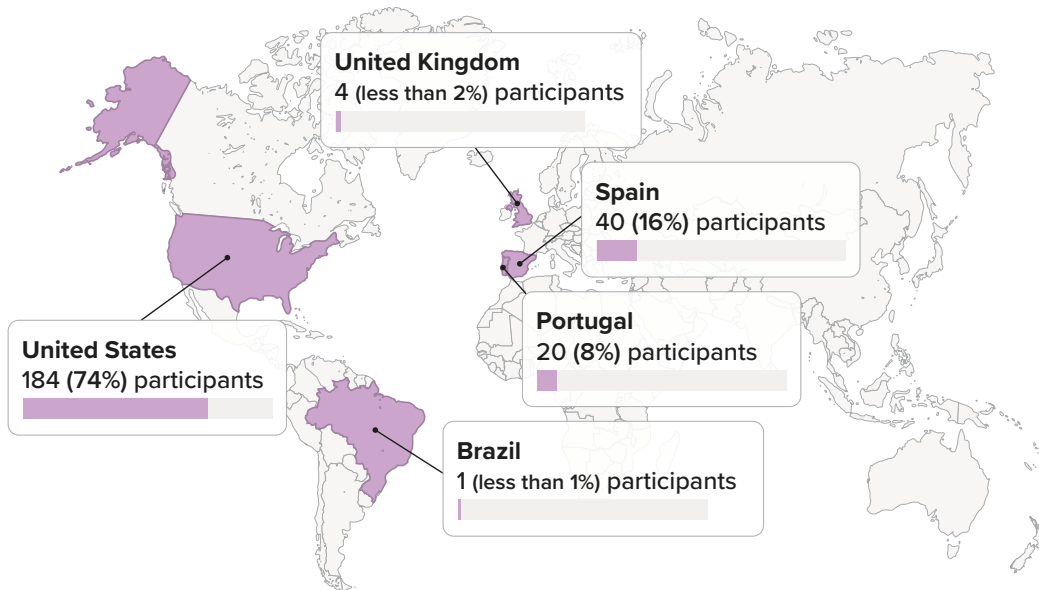 United Kingdom
4 (less than 2%) participants
Spain
40 (16%) participants
Portugal
20 (8%) participants
United States
184 (74%) participants
Brazil
1 (less than 1%) participants